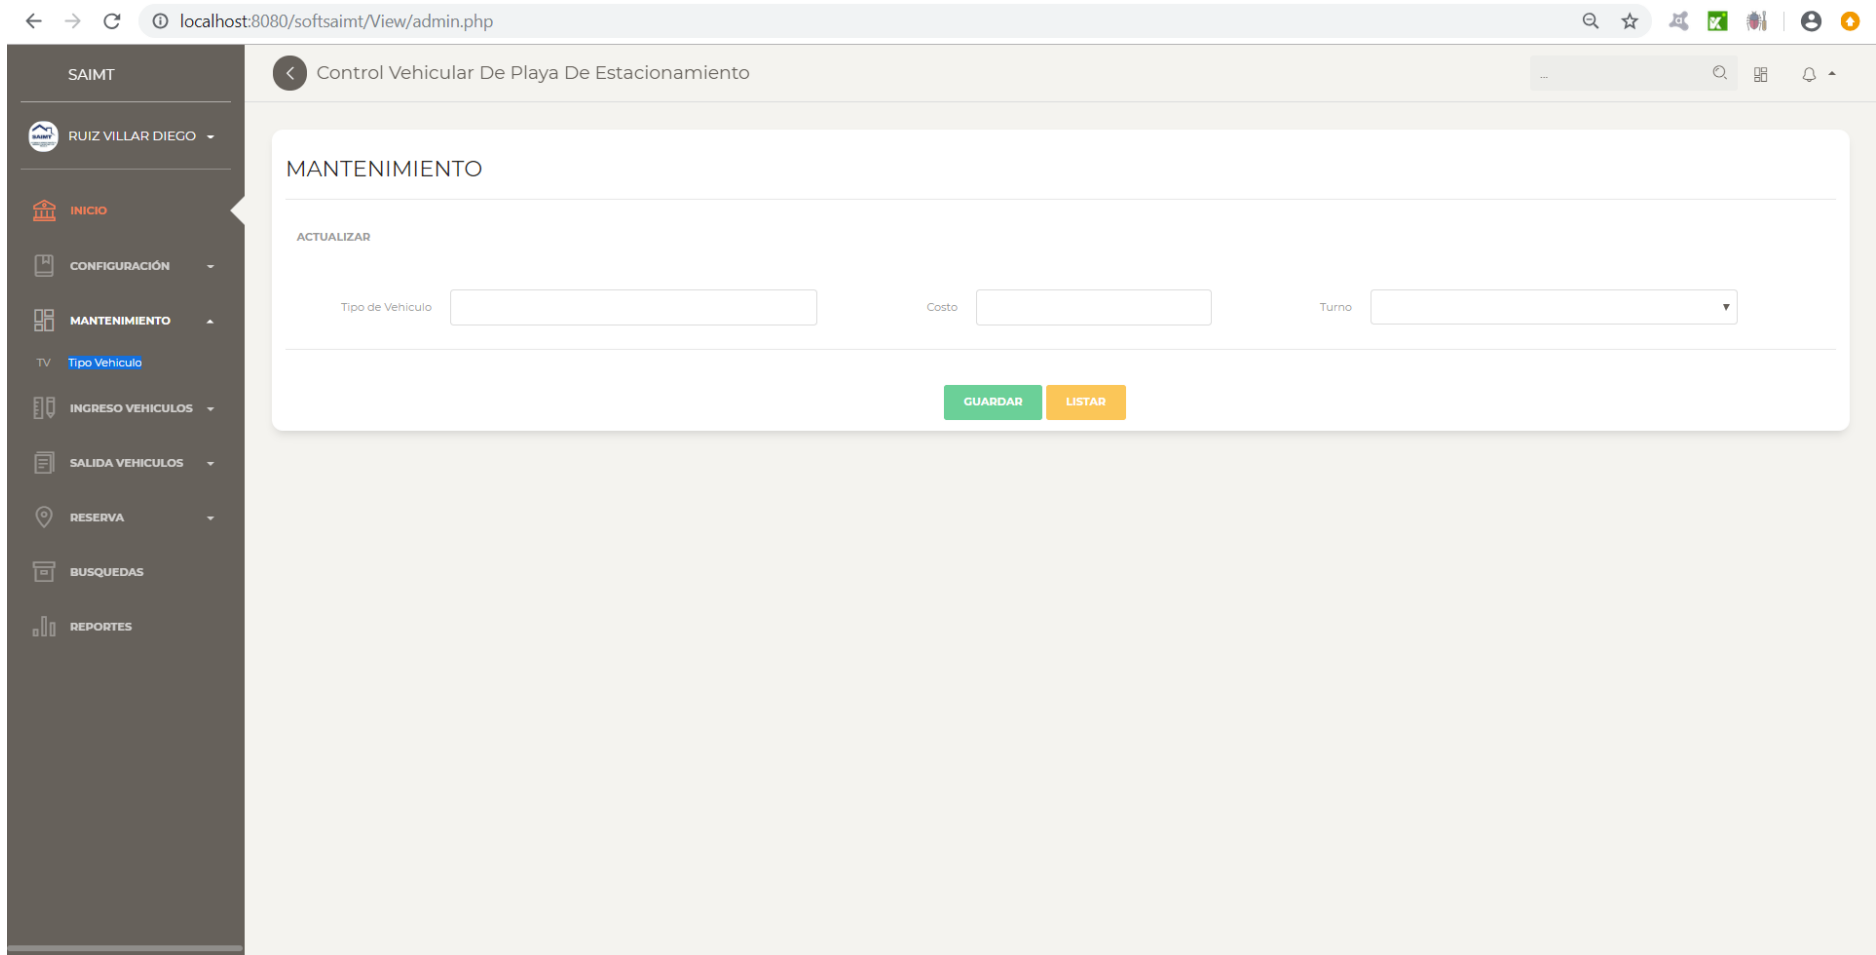 localhost:8080/softsaimt/View/admin.php
SAIMT
Control Vehicular De Playa De Estacionamiento
...
SAIMT
RUIZ VILLAR DIEGO
MANTENIMIENTO
INICIO
ACTUALIZAR
CONFIGURACIÓN
Tipo de Vehiculo
Costo
Turno
MANTENIMIENTO
TV Tipo Vehiculo
GUARDAR
LISTAR
INGRESO VEHICULOS
SALIDA VEHICULOS
RESERVA
BUSQUEDAS
REPORTES